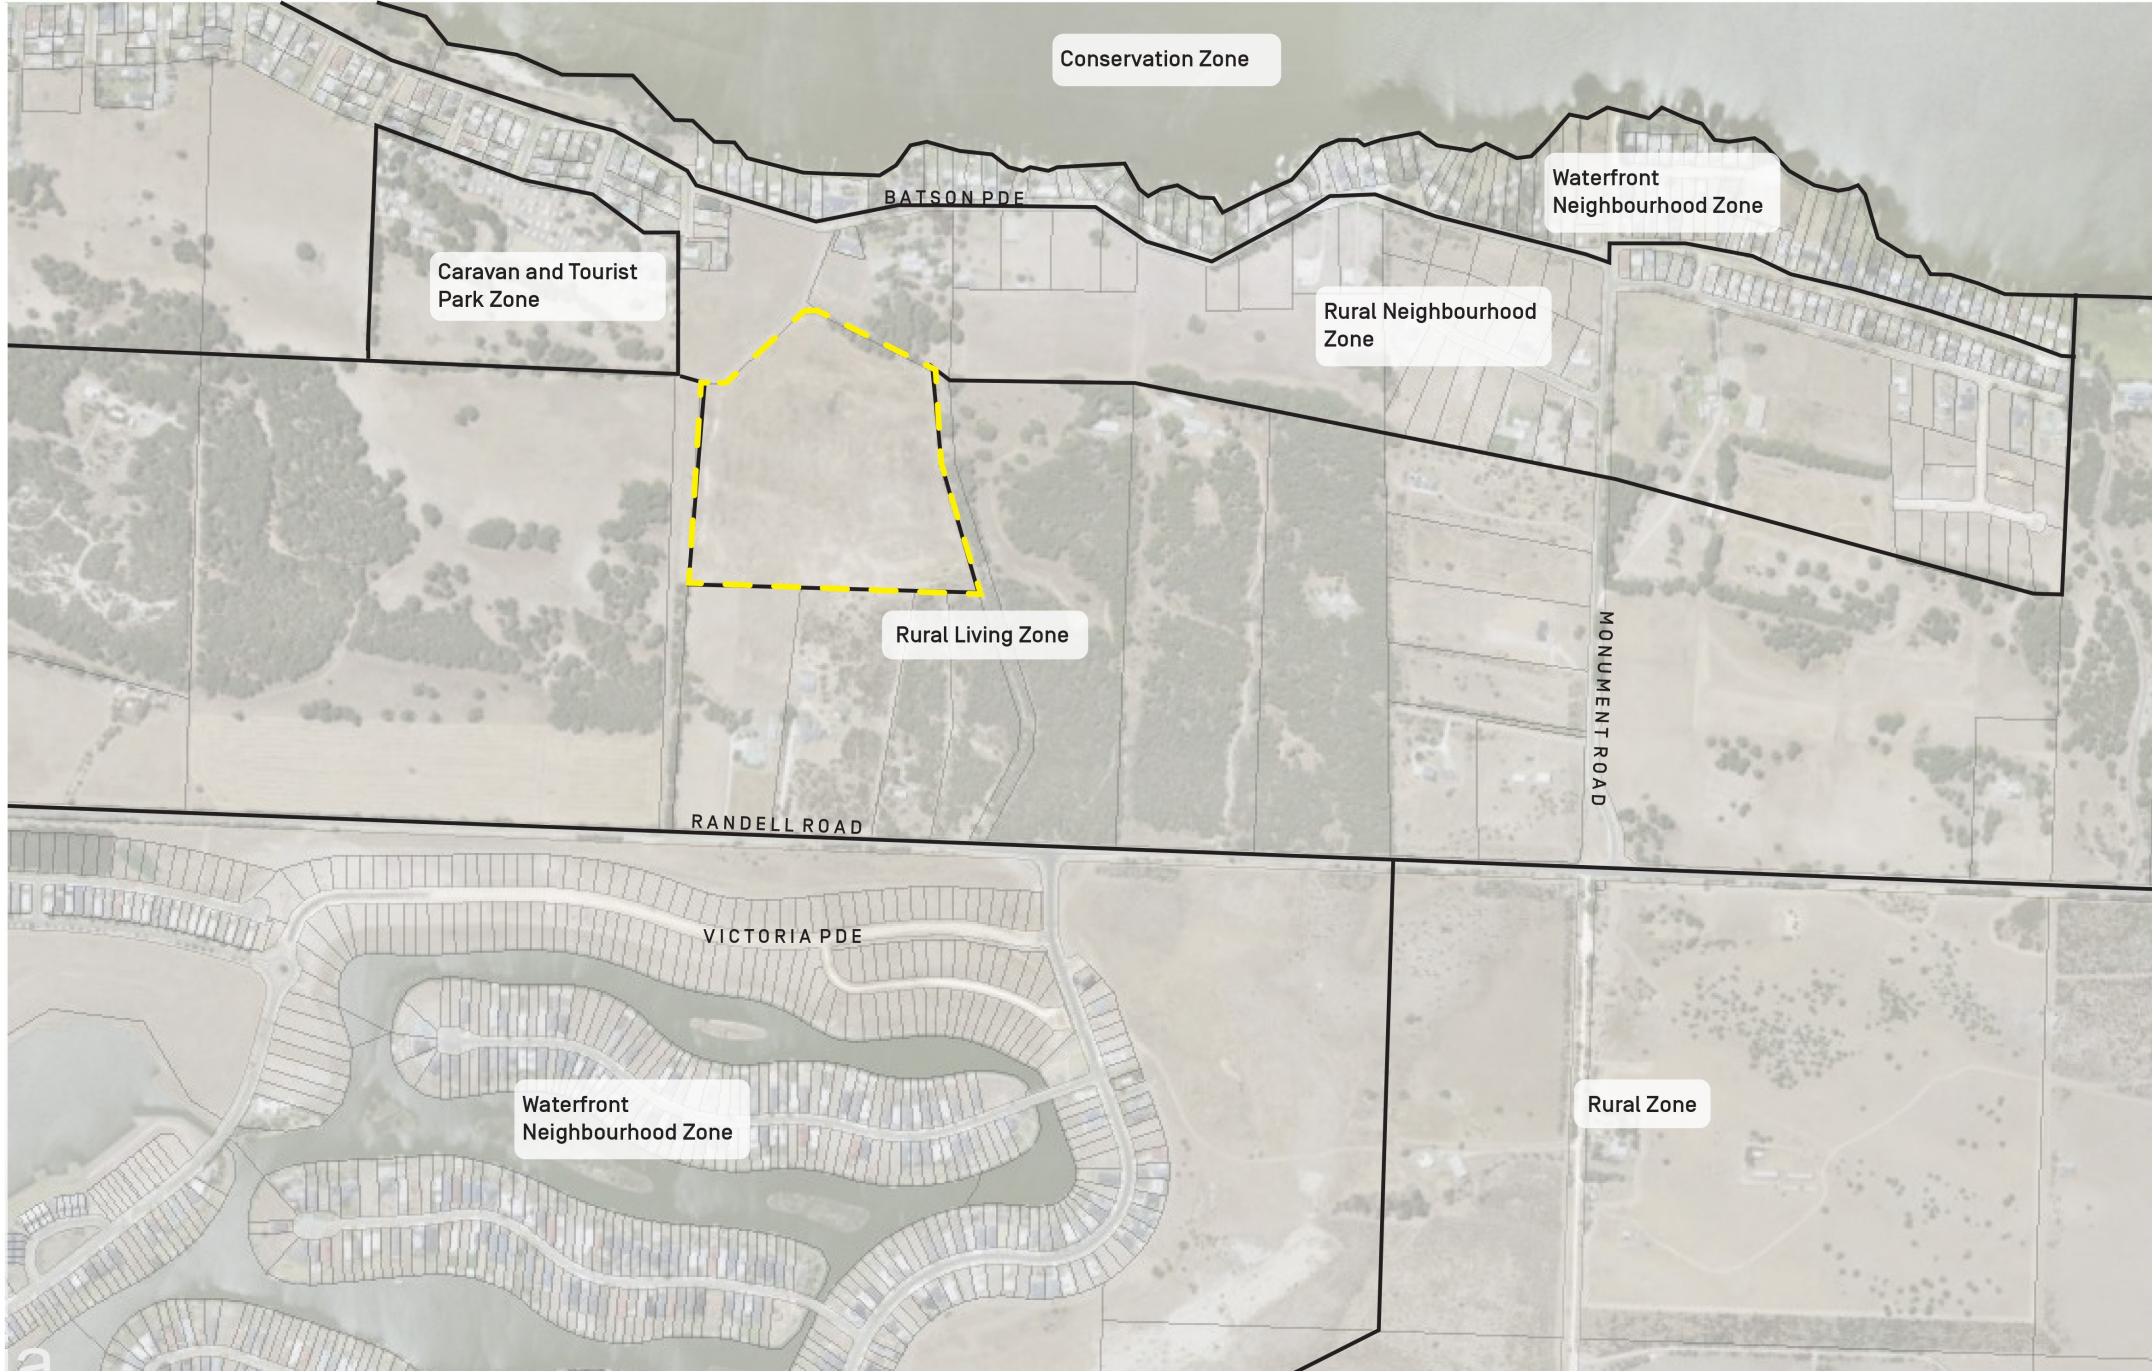 Conservation Zone
BATSON PDE
Waterfront
Neighbourhood Zone
Caravan and Tourist
Park Zone
Rural Neighbourhood
Zone
Rural Living Zone
MONUMENT ROAD
RANDELL ROAD
VICTORIA PDE
Waterfront
Neighbourhood Zone
Rural Zone
a